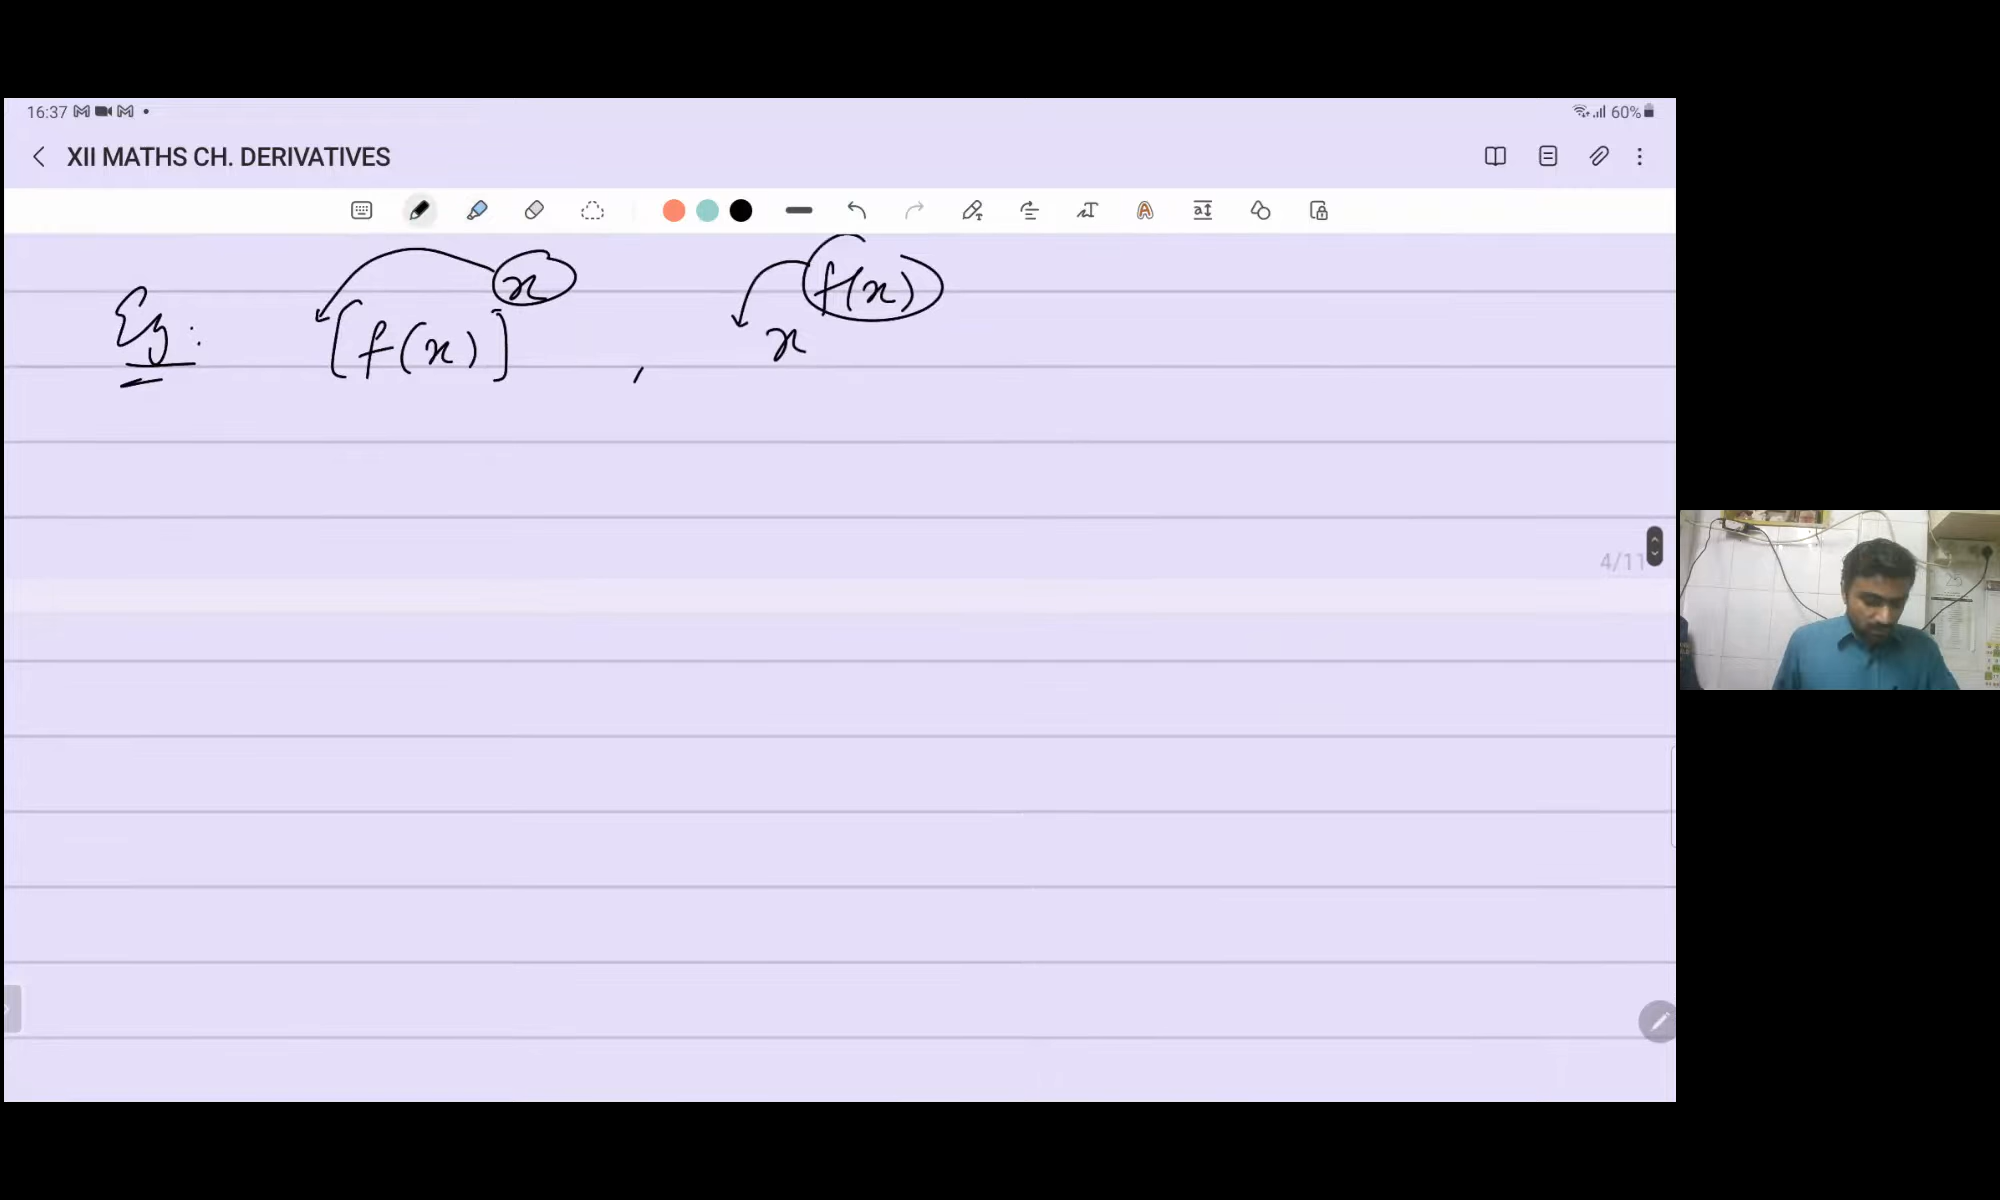 16:37
60%
XII MATHS CH. DERIVATIVES
Eg: [f(x)]^x , x^f(x)
4/11